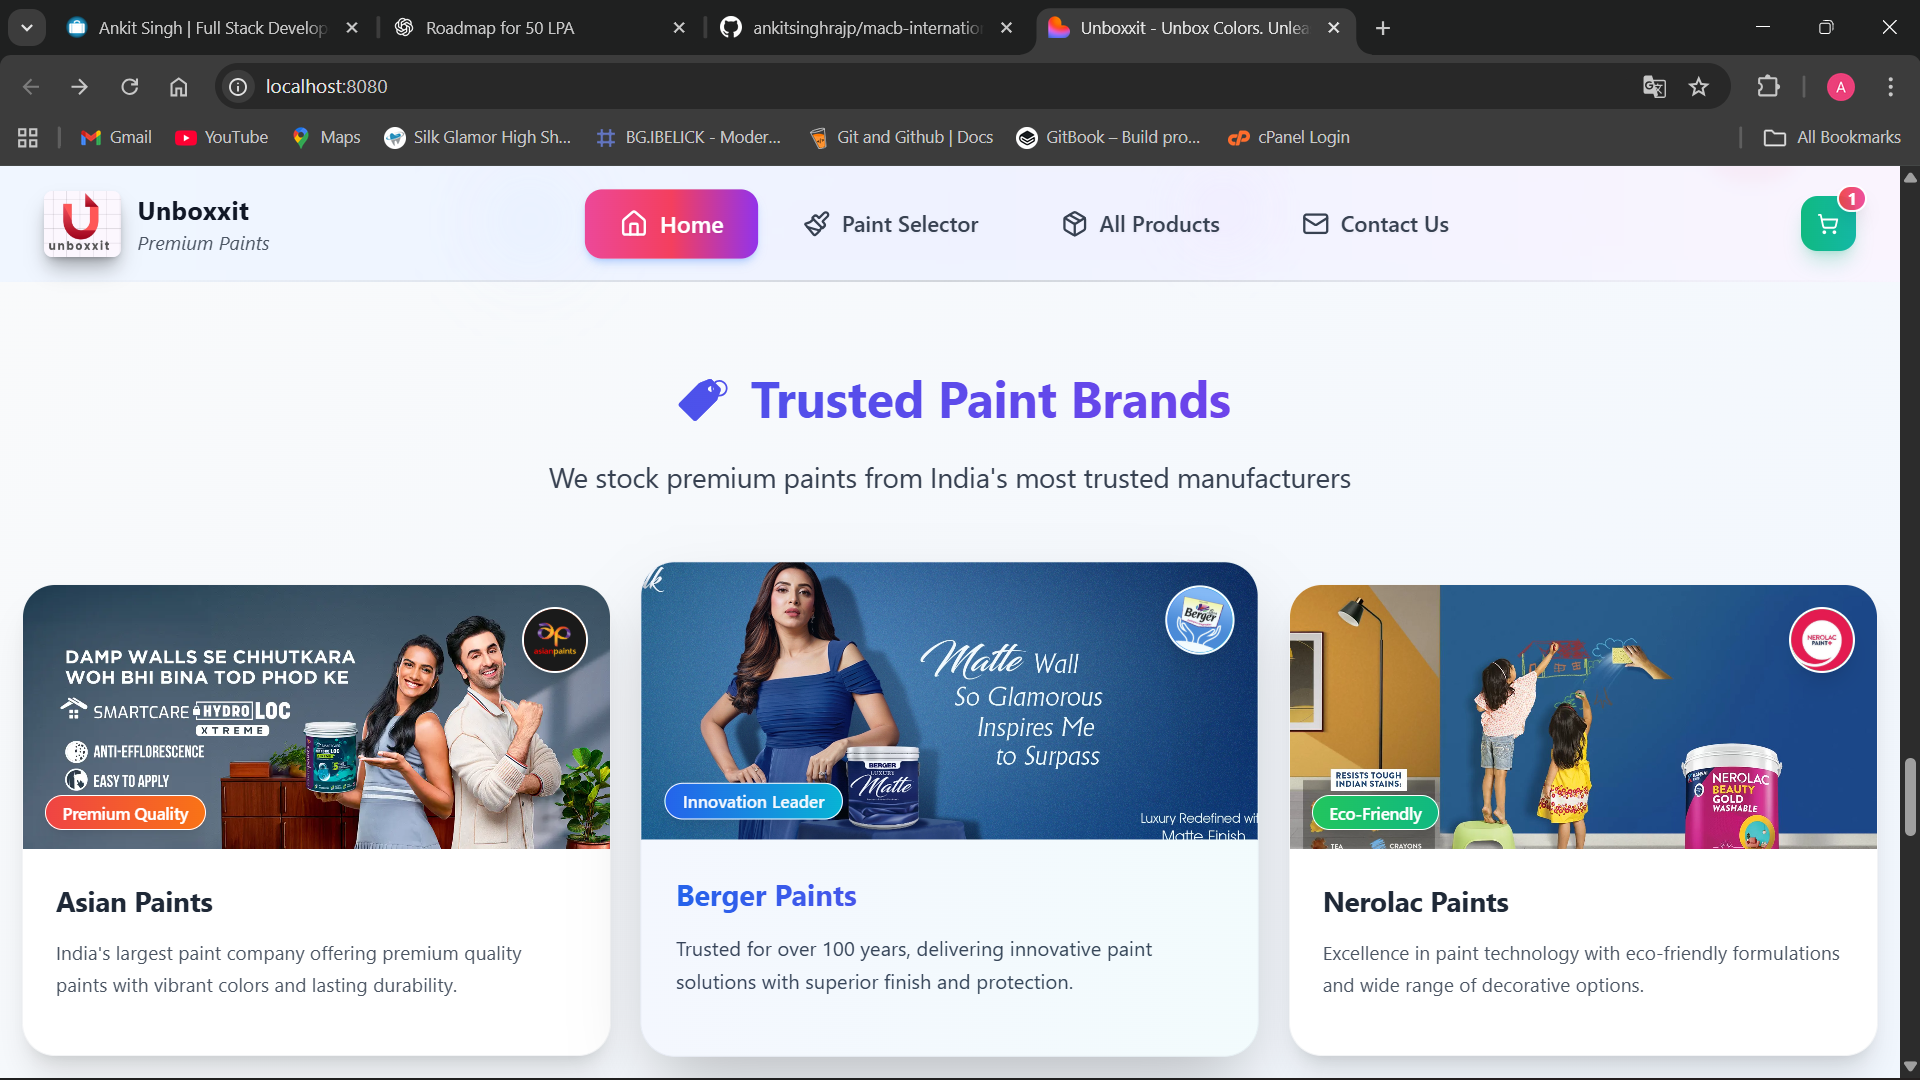 Ankit Singh | Full Stack Develop
Roadmap for 50 LPA
ankitsinghrajp/macb-internatio
Unboxxit - Unbox Colors. Unlea
localhost:8080
A
Gmail
YouTube
Maps
Silk Glamor High Sh...
BG.IBELICK - Moder...
Git and Github | Docs
GitBook – Build pro...
cPanel Login
All Bookmarks
unboxxit
Unboxxit
Premium Paints
Home
Paint Selector
All Products
Contact Us
1
Trusted Paint Brands
We stock premium paints from India's most trusted manufacturers
DAMP WALLS SE CHHUTKARA
WOH BHI BINA TOD PHOD KE
SMARTCARE HYDROLOC
XTREME
ANTI-EFFLORESCENCE
EASY TO APPLY
ap
asianpaints
Premium Quality
Asian Paints
India's largest paint company offering premium quality
paints with vibrant colors and lasting durability.
lk
Berger
Matte Wall
So Glamorous
Inspires Me
to Surpass
BERGER
LUXURY
Matte
Luxury Redefined wit
Matte Finish
Innovation Leader
Berger Paints
Trusted for over 100 years, delivering innovative paint
solutions with superior finish and protection.
NEROLAC
PAINT+
RESISTS TOUGH
INDIAN STAINS:
TEA
CRAYONS
NEROLAC
BEAUTY
GOLD
WASHABLE
Eco-Friendly
Nerolac Paints
Excellence in paint technology with eco-friendly formulations
and wide range of decorative options.